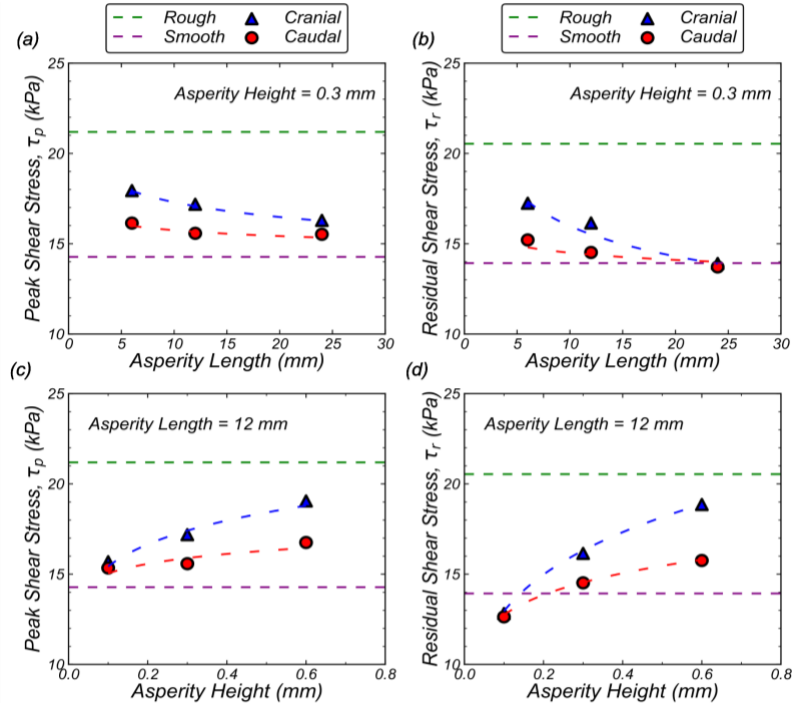 Rough Cranial
Smooth Caudal
Rough Cranial
Smooth Caudal
(a)
Peak Shear Stress, τp (kPa)
25
20
15
10
Asperity Height = 0.3 mm
0 5 10 15 20 25 30
Asperity Length (mm)
(b)
Residual Shear Stress, τr (kPa)
25
20
15
10
Asperity Height = 0.3 mm
0 5 10 15 20 25 30
Asperity Length (mm)
(c)
Peak Shear Stress, τp (kPa)
25
20
15
10
Asperity Length = 12 mm
0.0 0.2 0.4 0.6 0.8
Asperity Height (mm)
(d)
Residual Shear Stress, τr (kPa)
25
20
15
10
Asperity Length = 12 mm
0.0 0.2 0.4 0.6 0.8
Asperity Height (mm)